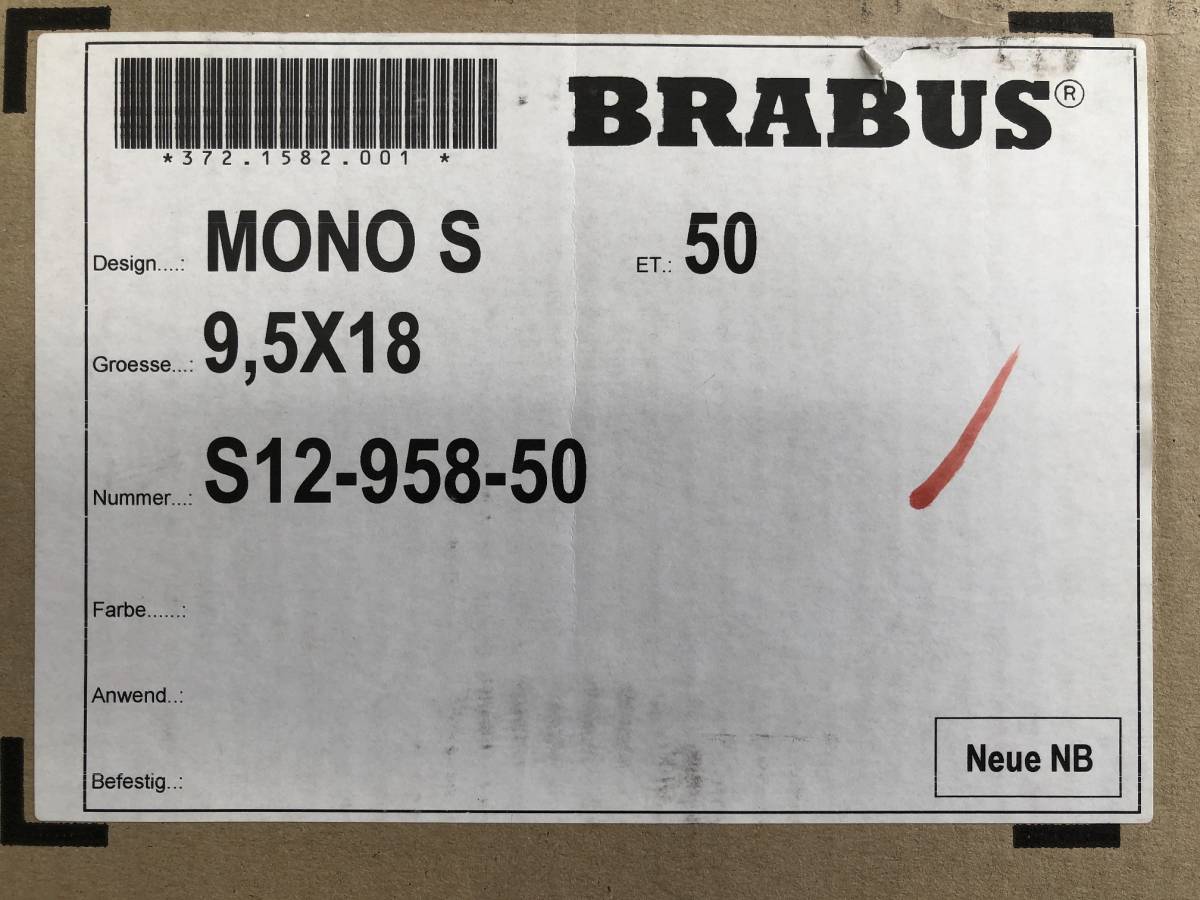 BRABUS®
*372.1582.001 *
Design....: MONO S ET.: 50
Groesse...: 9,5X18
Nummer...: S12-958-50
Farbe......:
Anwend..:
Befestig..:
Neue NB